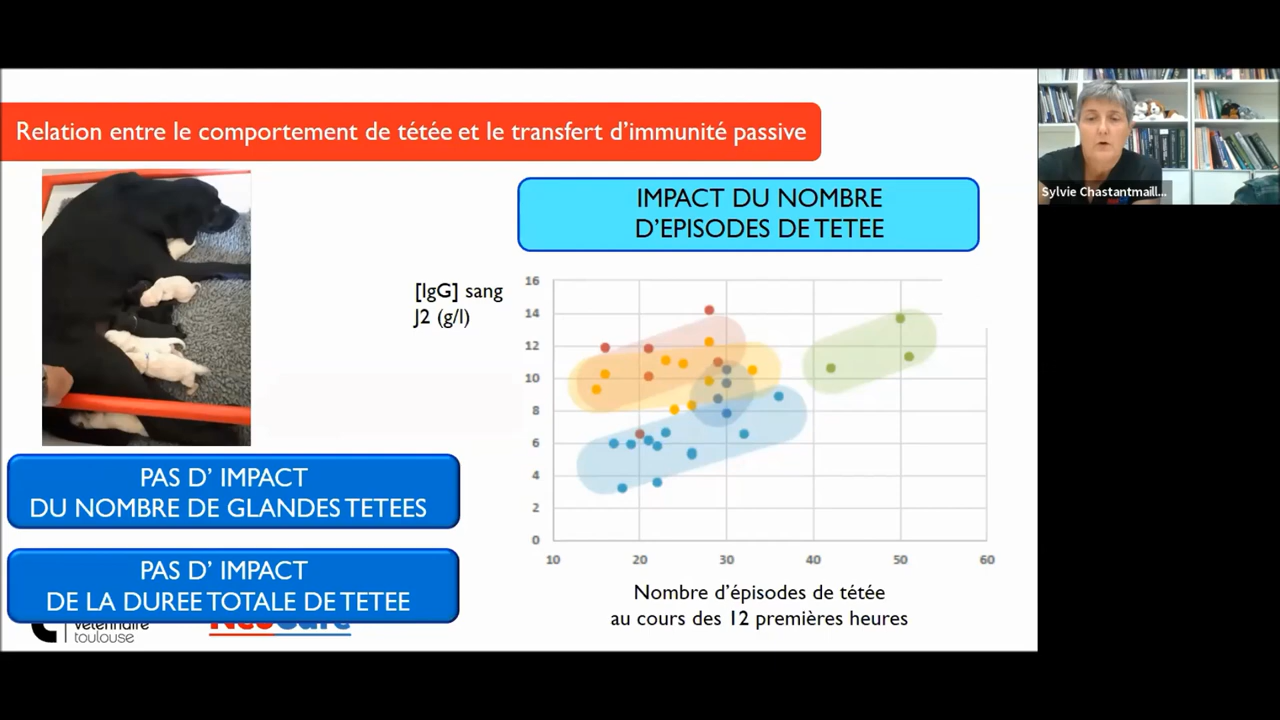 Relation entre le comportement de tétée et le transfert d'immunité passive
IMPACT DU NOMBRE
D'EPISODES DE TETEE
[IgG] sang
J2 (g/l)
16
14
12
10
8
6
4
2
0
10 20 30 40 50 60
Nombre d'épisodes de tétée
au cours des 12 premières heures
PAS D' IMPACT
DU NOMBRE DE GLANDES TETEES
PAS D' IMPACT
DE LA DUREE TOTALE DE TETEE
vétérinaire
toulouse
NeoCare
Sylvie Chastantmaill...